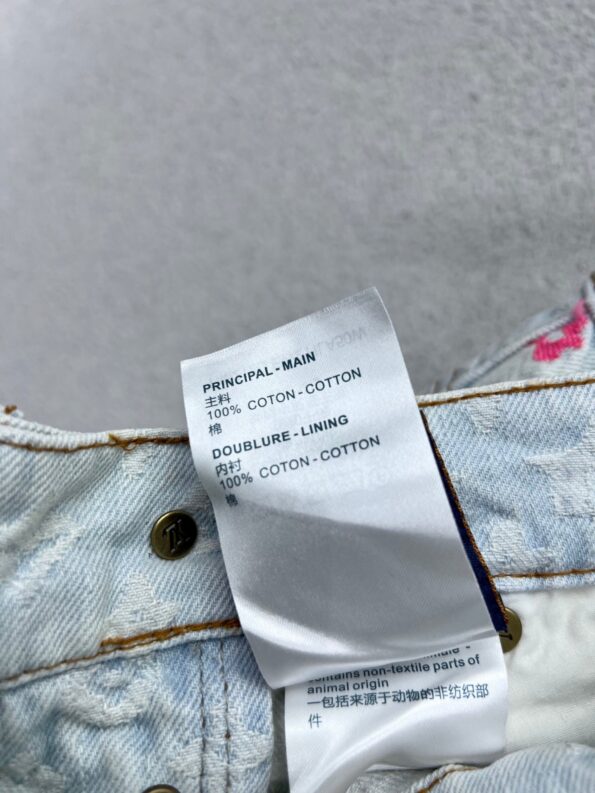 PRINCIPAL - MAIN
主料
100% COTON - COTTON
棉
DOUBLURE - LINING
内衬
100% COTON - COTTON
棉
contains non-textile parts of
animal origin
一包括来源于动物的非纺织部
件